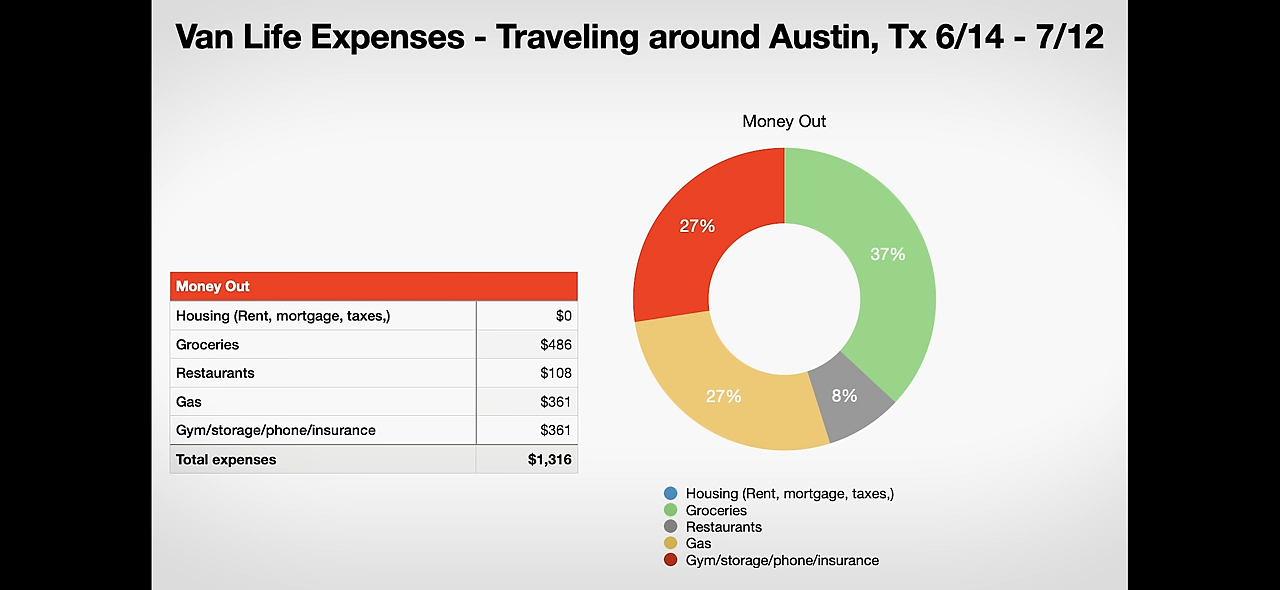 Van Life Expenses - Traveling around Austin, Tx 6/14 - 7/12
Money Out
Housing (Rent, mortgage, taxes,) $0
Groceries $486
Restaurants $108
Gas $361
Gym/storage/phone/insurance $361
Total expenses $1,316
Money Out
27%
37%
27%
8%
Housing (Rent, mortgage, taxes,)
Groceries
Restaurants
Gas
Gym/storage/phone/insurance